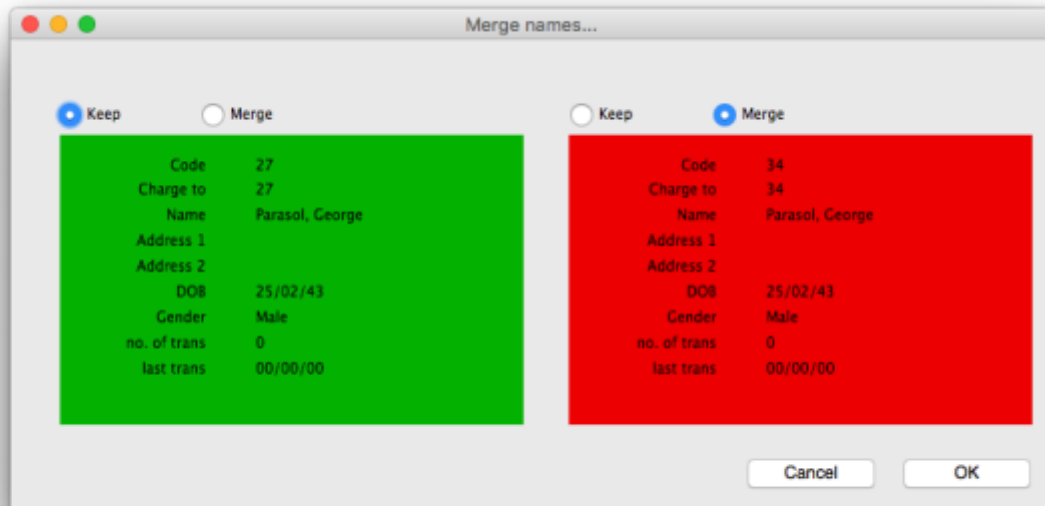 Merge names...
Keep Merge
Code 27
Charge to 27
Name Parasol, George
Address 1
Address 2
DOB 25/02/43
Gender Male
no. of trans 0
last trans 00/00/00
Keep Merge
Code 34
Charge to 34
Name Parasol, George
Address 1
Address 2
DOB 25/02/43
Gender Male
no. of trans 0
last trans 00/00/00
Cancel OK